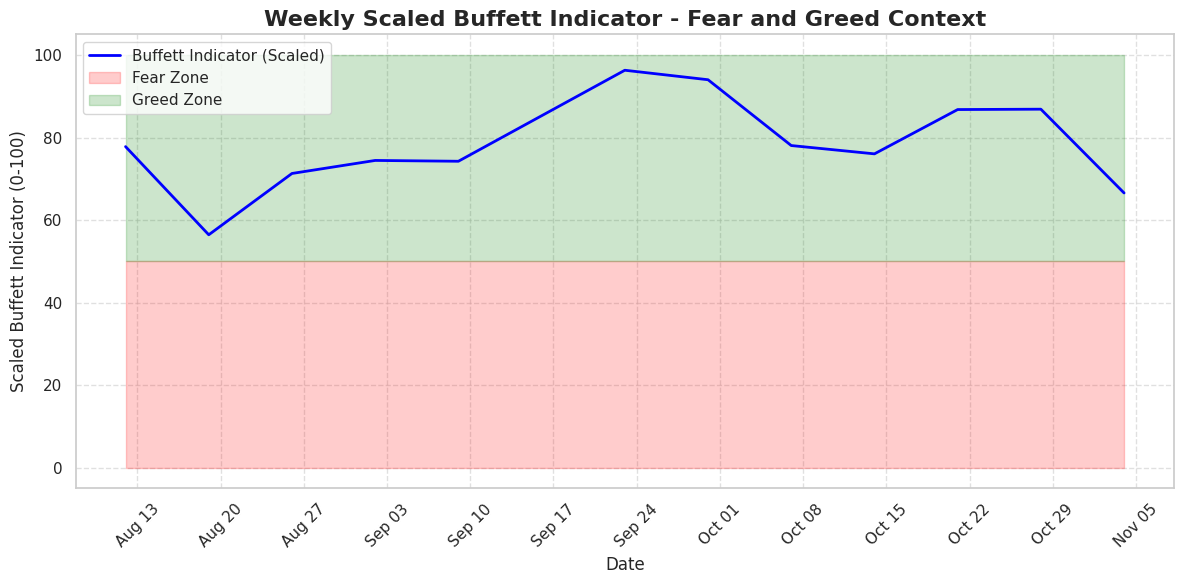 Weekly Scaled Buffett Indicator - Fear and Greed Context
Buffett Indicator (Scaled)
Fear Zone
Greed Zone
Scaled Buffett Indicator (0-100)
100
80
60
40
20
0
Aug 13
Aug 20
Aug 27
Sep 03
Sep 10
Sep 17
Sep 24
Oct 01
Oct 08
Oct 15
Oct 22
Oct 29
Nov 05
Date